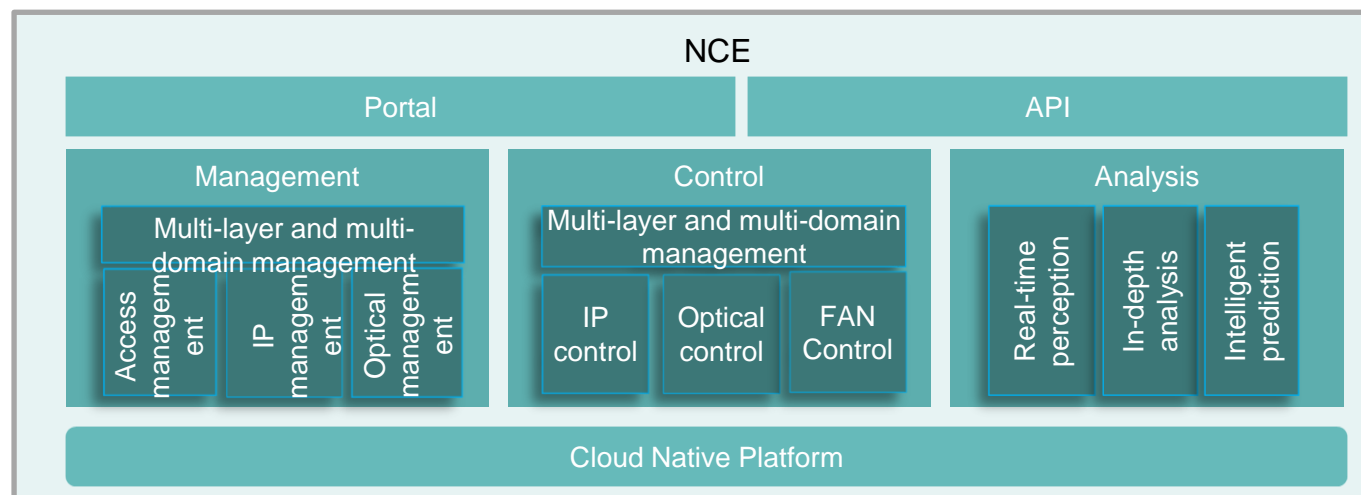 NCE
Portal
API
Management
Multi-layer and multi-
domain management
Access
managem
ent
IP
managem
ent
Optical
managem
ent
Control
Multi-layer and multi-domain
management
IP
control
Optical
control
FAN
Control
Analysis
Real-time
perception
In-depth
analysis
Intelligent
prediction
Cloud Native Platform